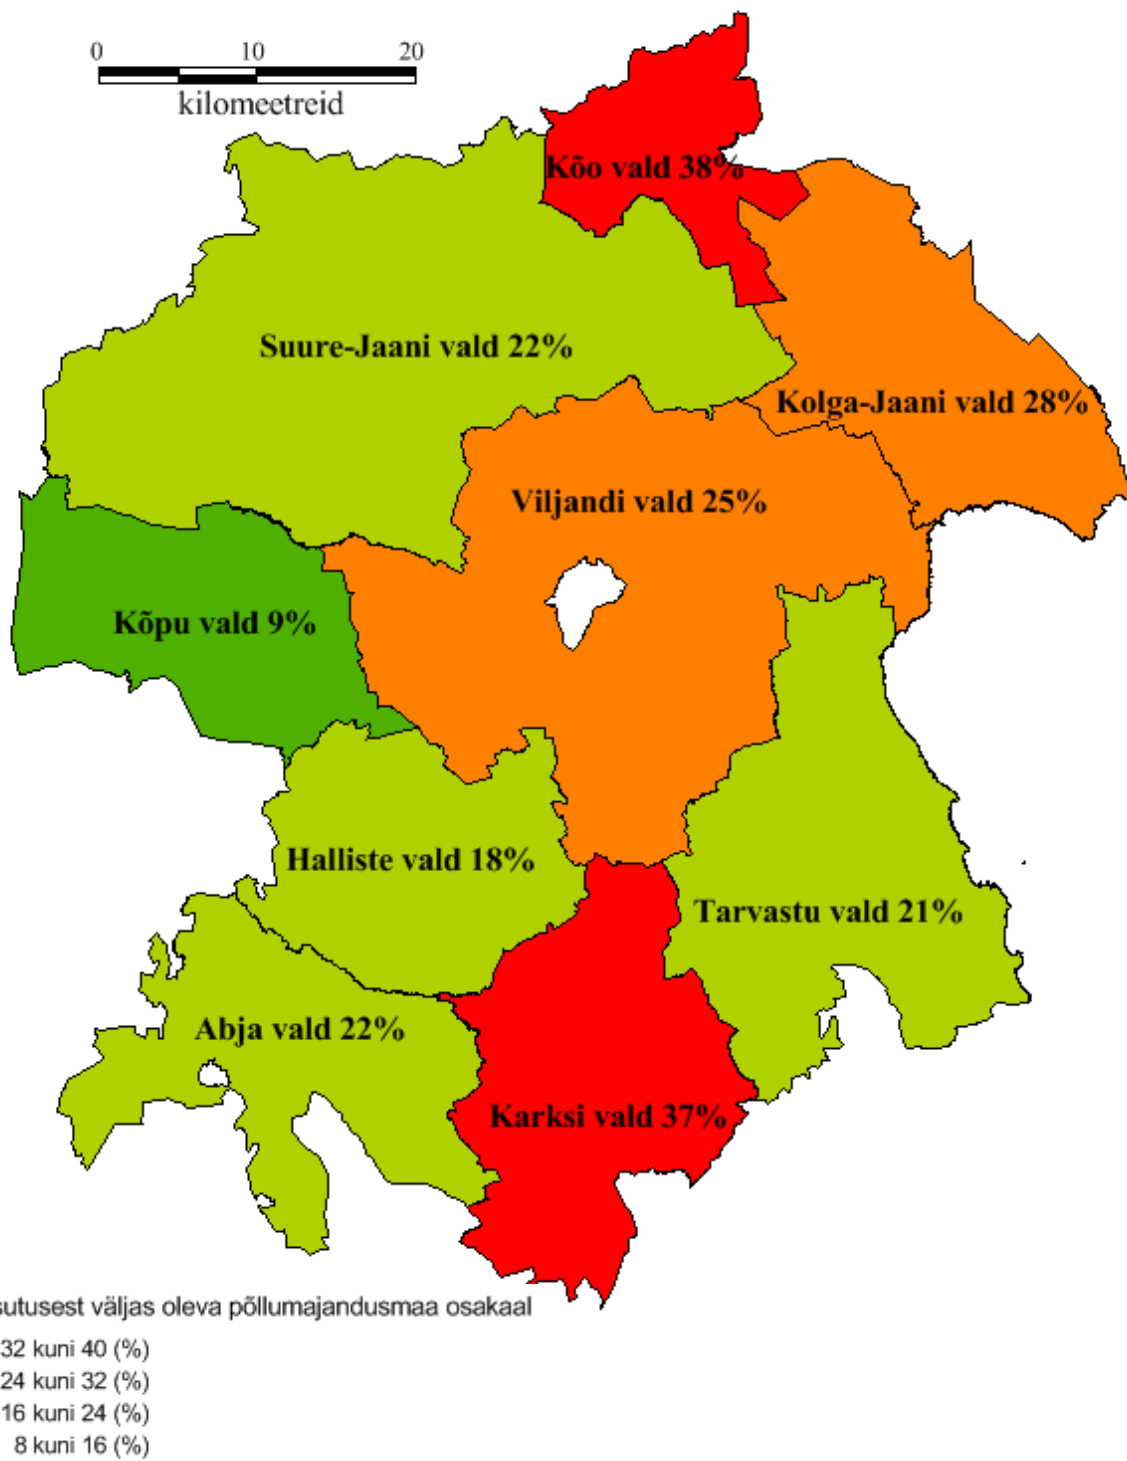 0 10 20
kilomeetreid
Kõo vald 38%
Suure-Jaani vald 22%
Kolga-Jaani vald 28%
Viljandi vald 25%
Kõpu vald 9%
Halliste vald 18%
Tarvastu vald 21%
Abja vald 22%
Karksi vald 37%
sutusest väljas oleva põllumajandusmaa osakaal
32 kuni 40 (%)
24 kuni 32 (%)
16 kuni 24 (%)
8 kuni 16 (%)